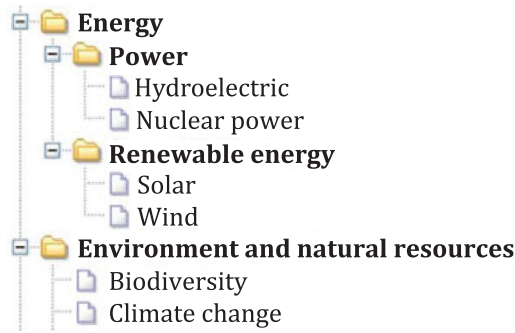 Energy
Power
Hydroelectric
Nuclear power
Renewable energy
Solar
Wind
Environment and natural resources
Biodiversity
Climate change